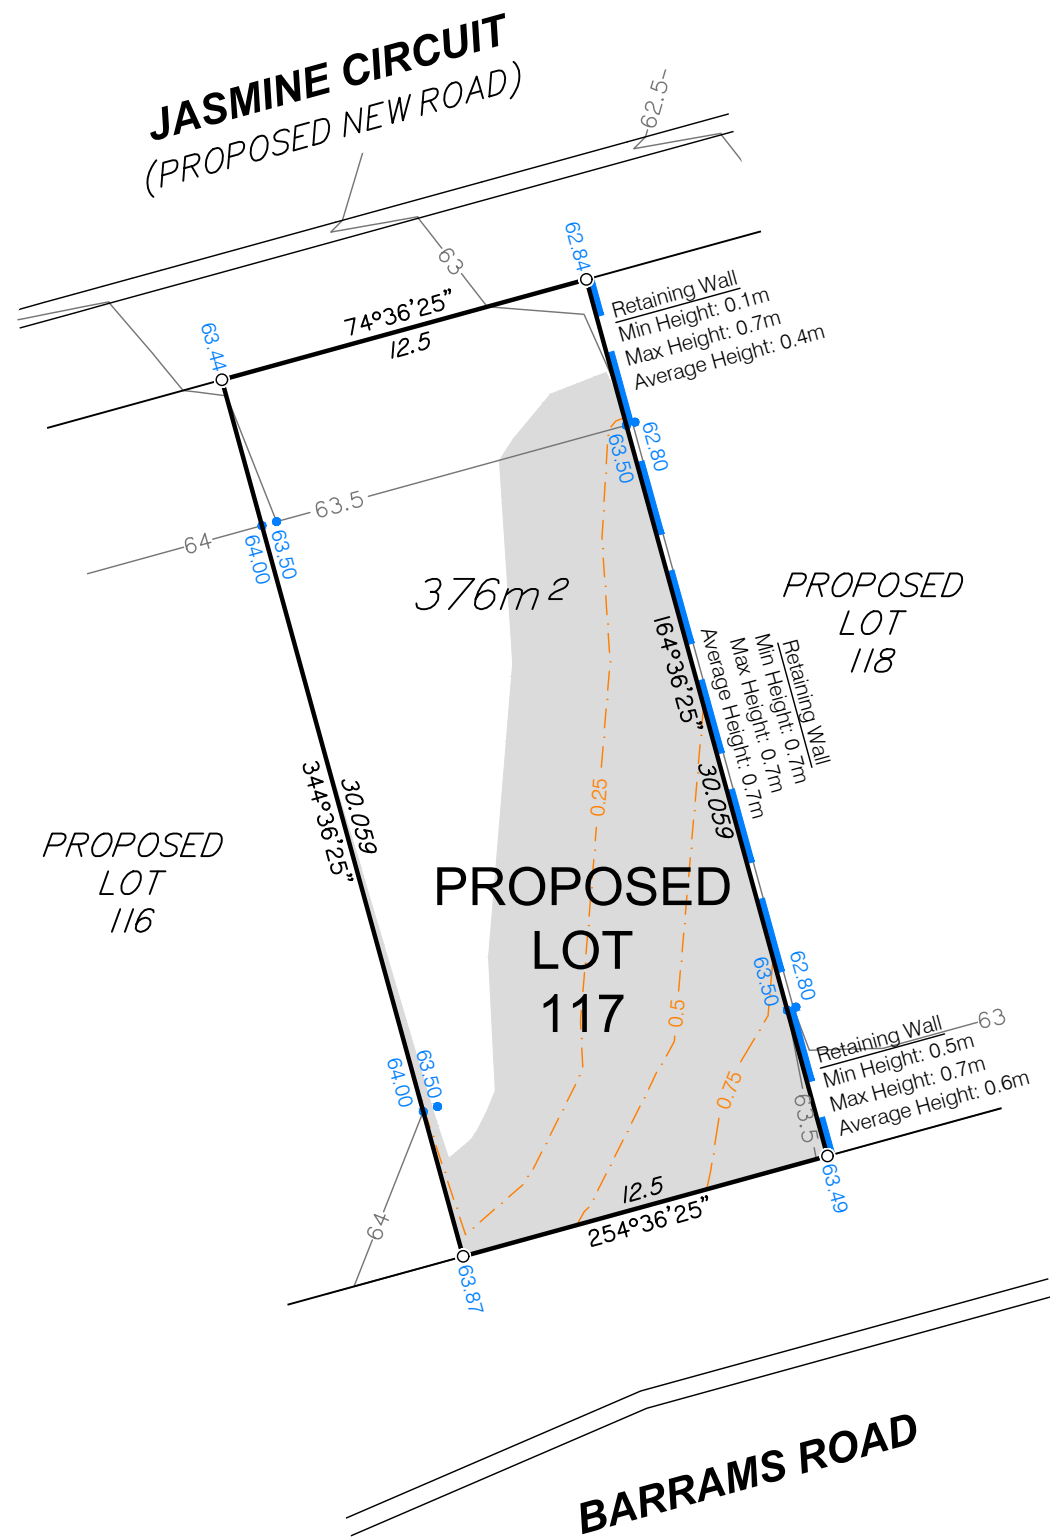 JASMINE CIRCUIT
(PROPOSED NEW ROAD)
62.5
63
62.84
74°36'25"
12.5
63.44
Retaining Wall
Min Height: 0.1m
Max Height: 0.7m
Average Height: 0.4m
63.50
62.80
63.5
64
64.00
63.50
376m²
PROPOSED
LOT
118
164°36'25"
30.059
Retaining Wall
Min Height: 0.7m
Max Height: 0.7m
Average Height: 0.7m
344°36'25"
30.059
0.25
PROPOSED
LOT
116
PROPOSED
LOT
117
63.50
62.80
0.5
0.75
63
Retaining Wall
Min Height: 0.5m
Max Height: 0.7m
Average Height: 0.6m
64.00
63.50
63.5
64
12.5
254°36'25"
63.49
63.87
BARRAMS ROAD